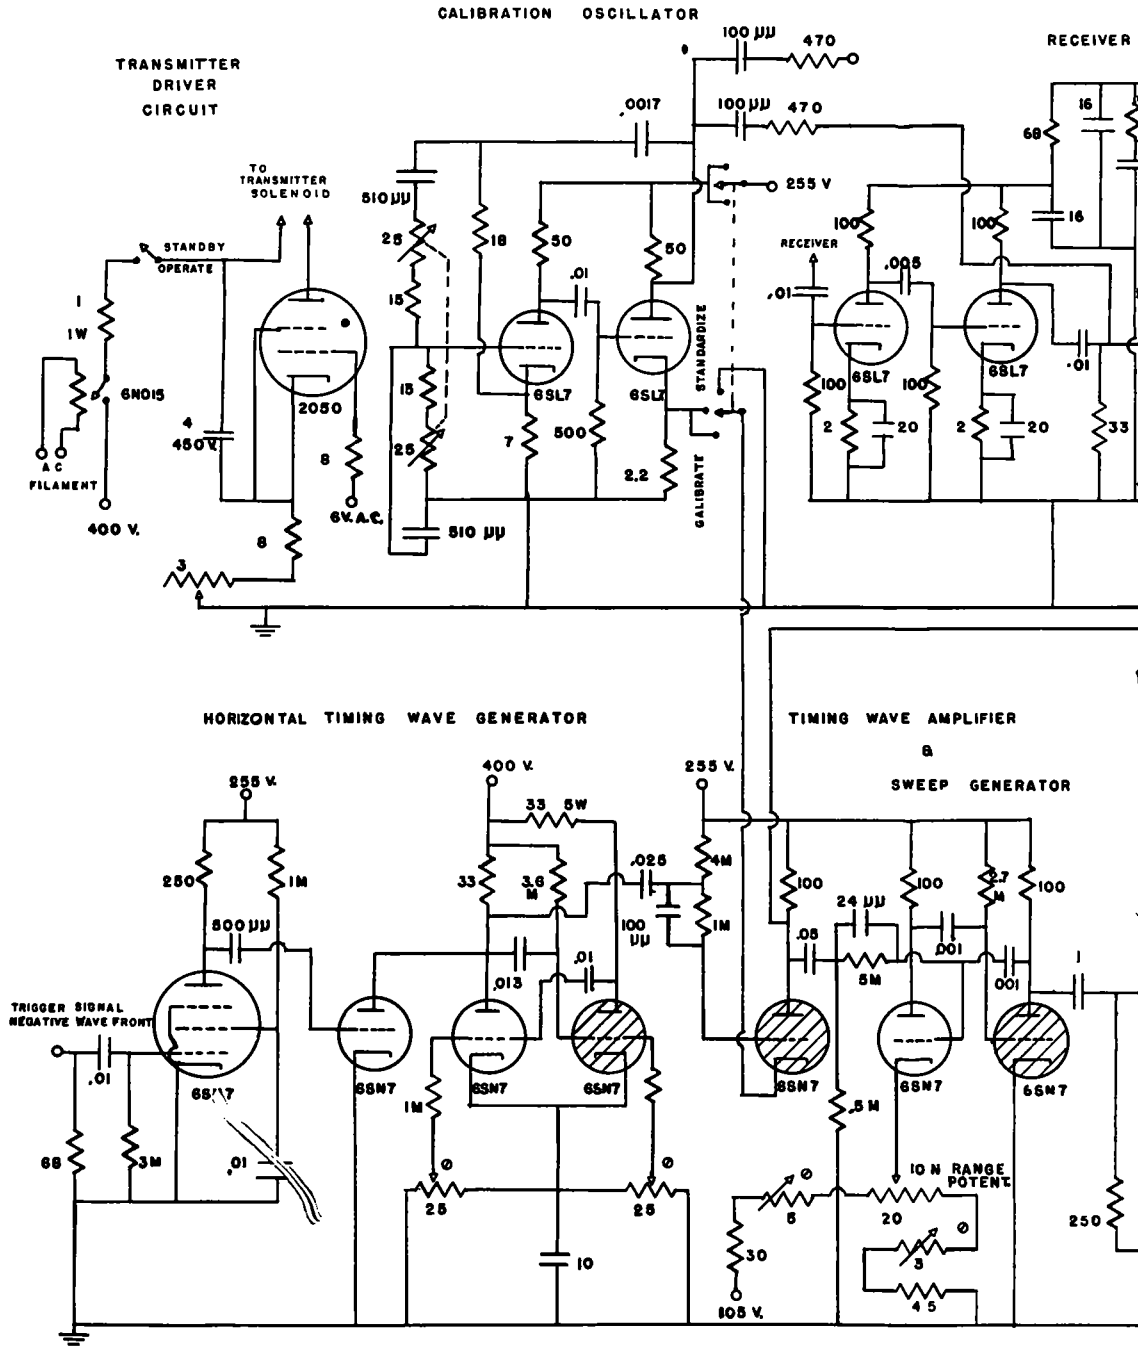 CALIBRATION OSCILLATOR
TRANSMITTER
DRIVER
CIRCUIT
RECEIVER
100 µµ
470
100 µµ
470
.0017
16
68
16
TO
TRANSMITTER
SOLENOID
510 µµ
255 V
STANDBY
OPERATE
25
18
50
50
100
100
RECEIVER
.01
.005
.01
1
1W
15
STANDARDIZE
6N015
2050
15
6SL7
6SL7
6SL7
6SL7
100
100
.01
4
450V.
8
25
7
500
2.2
2
20
2
20
33
A C
FILAMENT
400 V.
6V. A.C.
510 µµ
CALIBRATE
8
3
HORIZONTAL TIMING WAVE GENERATOR
TIMING WAVE AMPLIFIER
&
SWEEP GENERATOR
255 V.
400 V.
255 V.
33 5W
250
1M
33
3.6
M
.025
4M
100
100
2.7
M
100
500 µµ
100
µµ
1M
24 µµ
.05
.001
.013
.01
5M
.001
1
TRIGGER SIGNAL
NEGATIVE WAVE FRONT
.01
6SN7
6SN7
6SN7
6SN7
6SN7
6SN7
1M
.5M
68
3M
.01
Ø
Ø
25
25
Ø
5
10 N RANGE
POTENT.
20
Ø
3
4 5
250
30
10
105 V.